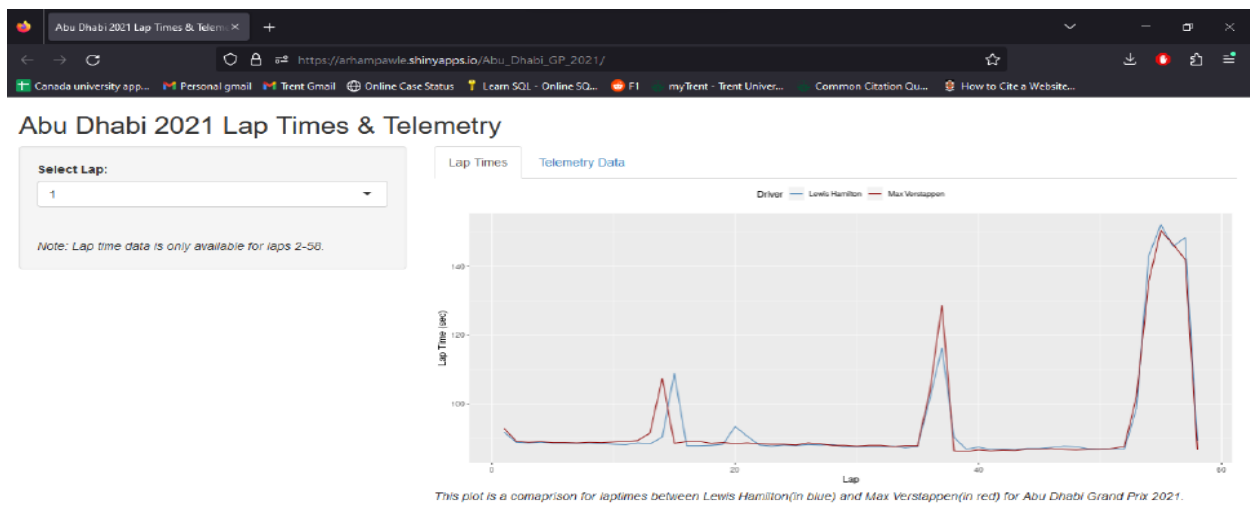 Abu Dhabi 2021 Lap Times & Telem
https://arhampawle.shinyapps.io/Abu_Dhabi_GP_2021/
Canada university app... Personal gmail Trent Gmail Online Case Status Learn SQL - Online SQ... F1 myTrent - Trent Univer... Common Citation Qu... How to Cite a Website...
Abu Dhabi 2021 Lap Times & Telemetry
Select Lap:
1
Note: Lap time data is only available for laps 2-58.
Lap Times Telemetry Data
Driver Lewis Hamilton Max Verstappen
140
120
100
Lap Time (sec)
0 20 40 60
Lap
This plot is a comaprison for laptimes between Lewis Hamilton(in blue) and Max Verstappen(in red) for Abu Dhabi Grand Prix 2021.